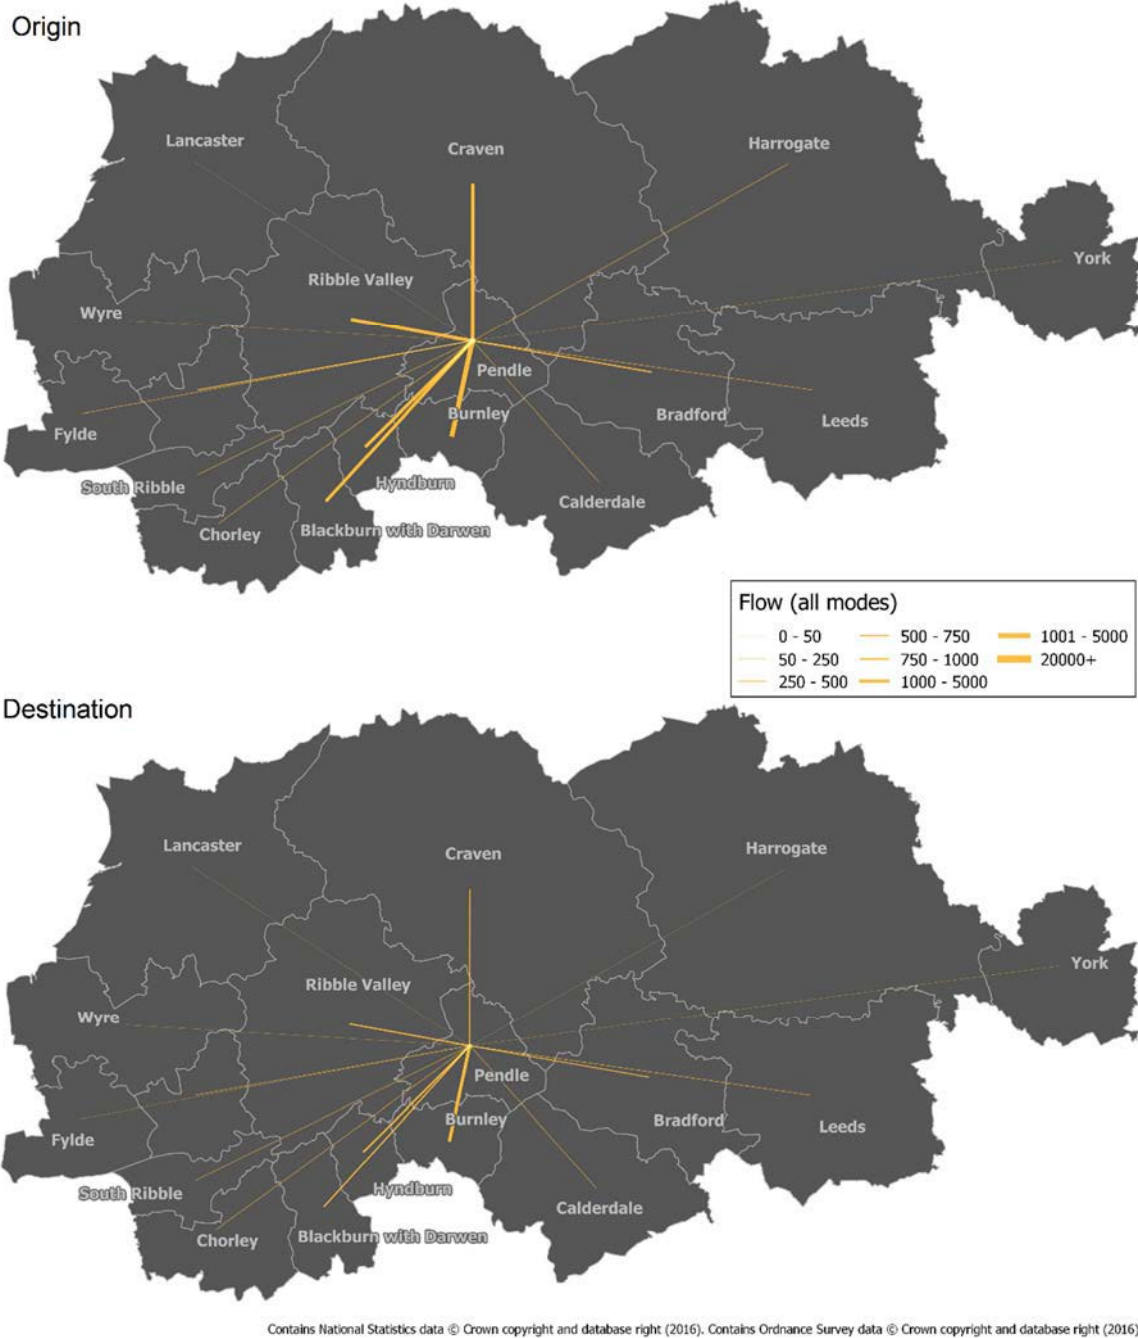 Origin
Lancaster
Craven
Harrogate
York
Ribble Valley
Wyre
Pendle
Burnley
Bradford
Leeds
Fylde
South Ribble
Hyndburn
Calderdale
Chorley
Blackburn with Darwen
Flow (all modes)
0 - 50 500 - 750 1001 - 5000
50 - 250 750 - 1000 20000+
250 - 500 1000 - 5000
Destination
Lancaster
Craven
Harrogate
York
Ribble Valley
Wyre
Pendle
Burnley
Bradford
Leeds
Fylde
South Ribble
Hyndburn
Calderdale
Chorley
Blackburn with Darwen
Contains National Statistics data © Crown copyright and database right (2016). Contains Ordnance Survey data © Crown copyright and database right (2016)